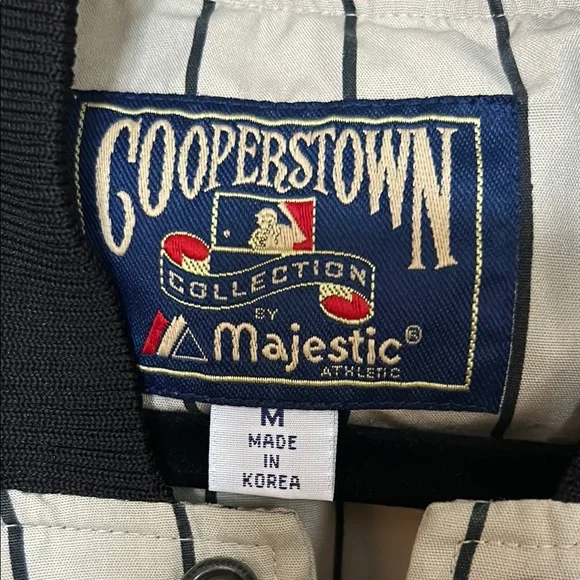 COOPERSTOWN
COLLECTION
BY
Majestic®
ATHLETIC
M
MADE
IN
KOREA